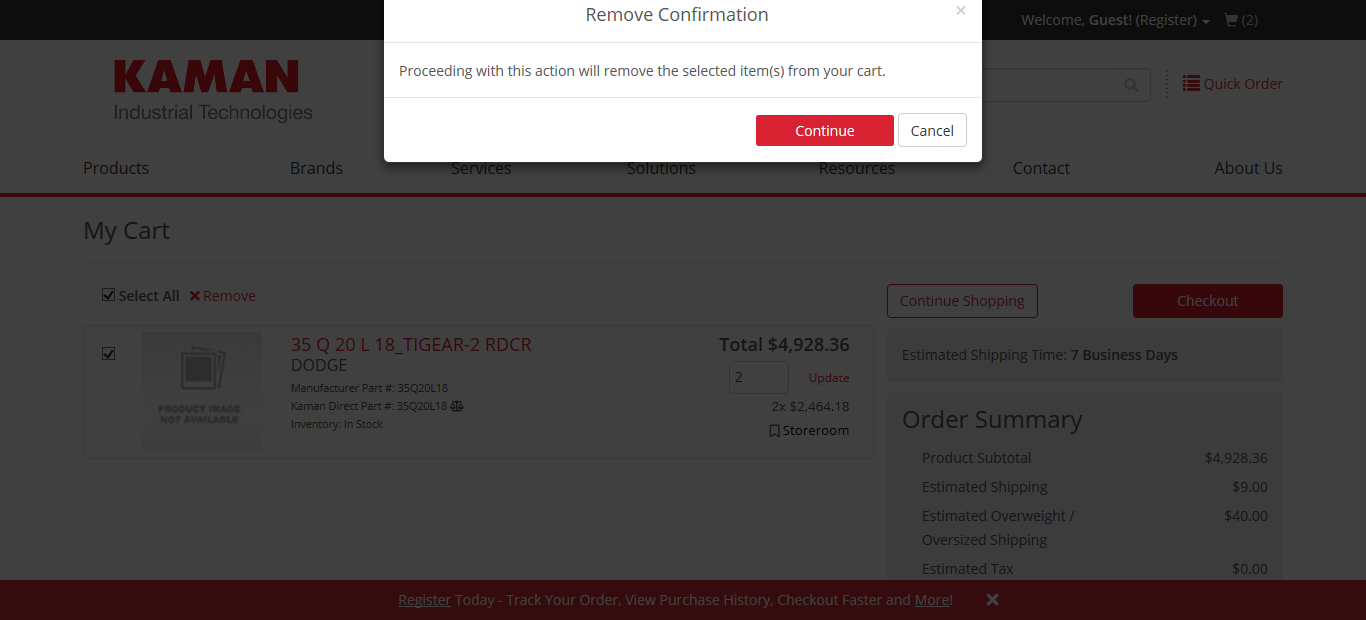 Remove Confirmation
×
Welcome, Guest! (Register)
(2)
Proceeding with this action will remove the selected item(s) from your cart.
Continue
Cancel
KAMAN
Industrial Technologies
Quick Order
Products
Brands
Services
Solutions
Resources
Contact
About Us
My Cart
Select All
Remove
Continue Shopping
Checkout
PRODUCT IMAGE
NOT AVAILABLE
35 Q 20 L 18_TIGEAR-2 RDCR
DODGE
Manufacturer Part #: 35Q20L18
Kaman Direct Part #: 35Q20L18
Inventory: In Stock
Total $4,928.36
2
Update
2x $2,464.18
Storeroom
Estimated Shipping Time: 7 Business Days
Order Summary
Product Subtotal $4,928.36
Estimated Shipping $9.00
Estimated Overweight / $40.00
Oversized Shipping
Estimated Tax $0.00
Register Today - Track Your Order, View Purchase History, Checkout Faster and More!